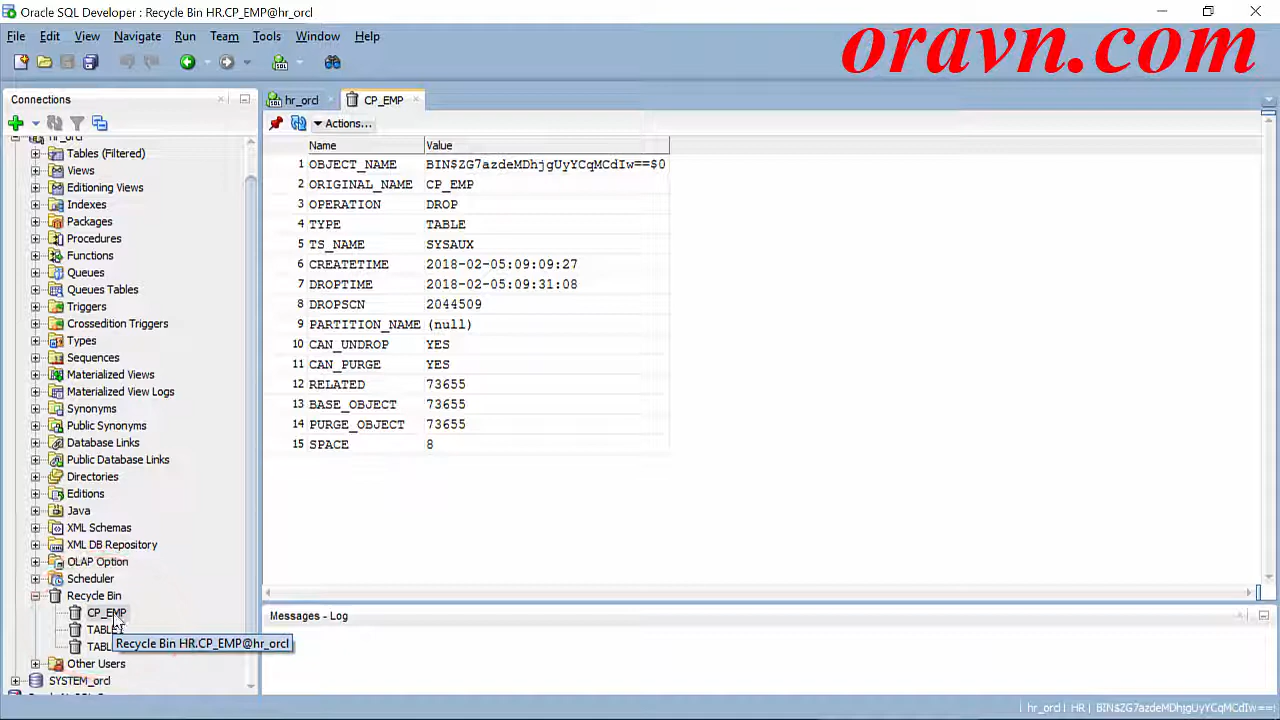 Oracle SQL Developer : Recycle Bin HR.CP_EMP@hr_orcl
File Edit View Navigate Run Team Tools Window Help
oravn.com
Connections
hr_orcl
Tables (Filtered)
Views
Editioning Views
Indexes
Packages
Procedures
Functions
Queues
Queues Tables
Triggers
Crossedition Triggers
Types
Sequences
Materialized Views
Materialized View Logs
Synonyms
Public Synonyms
Database Links
Public Database Links
Directories
Editions
Java
XML Schemas
XML DB Repository
OLAP Option
Scheduler
Recycle Bin
CP_EMP
Recycle Bin HR.CP_EMP@hr_orcl
Other Users
SYSTEM_orcl
hr_orcl CP_EMP
Actions...
Name Value
1 OBJECT_NAME BIN$ZG7azdeMDhjgUyYCqMCdIw==$0
2 ORIGINAL_NAME CP_EMP
3 OPERATION DROP
4 TYPE TABLE
5 TS_NAME SYSAUX
6 CREATETIME 2018-02-05:09:09:27
7 DROPTIME 2018-02-05:09:31:08
8 DROPSCN 2044509
9 PARTITION_NAME (null)
10 CAN_UNDROP YES
11 CAN_PURGE YES
12 RELATED 73655
13 BASE_OBJECT 73655
14 PURGE_OBJECT 73655
15 SPACE 8
Messages - Log
hr_orcl | HR | BIN$ZG7azdeMDhjgUyYCqMCdIw==